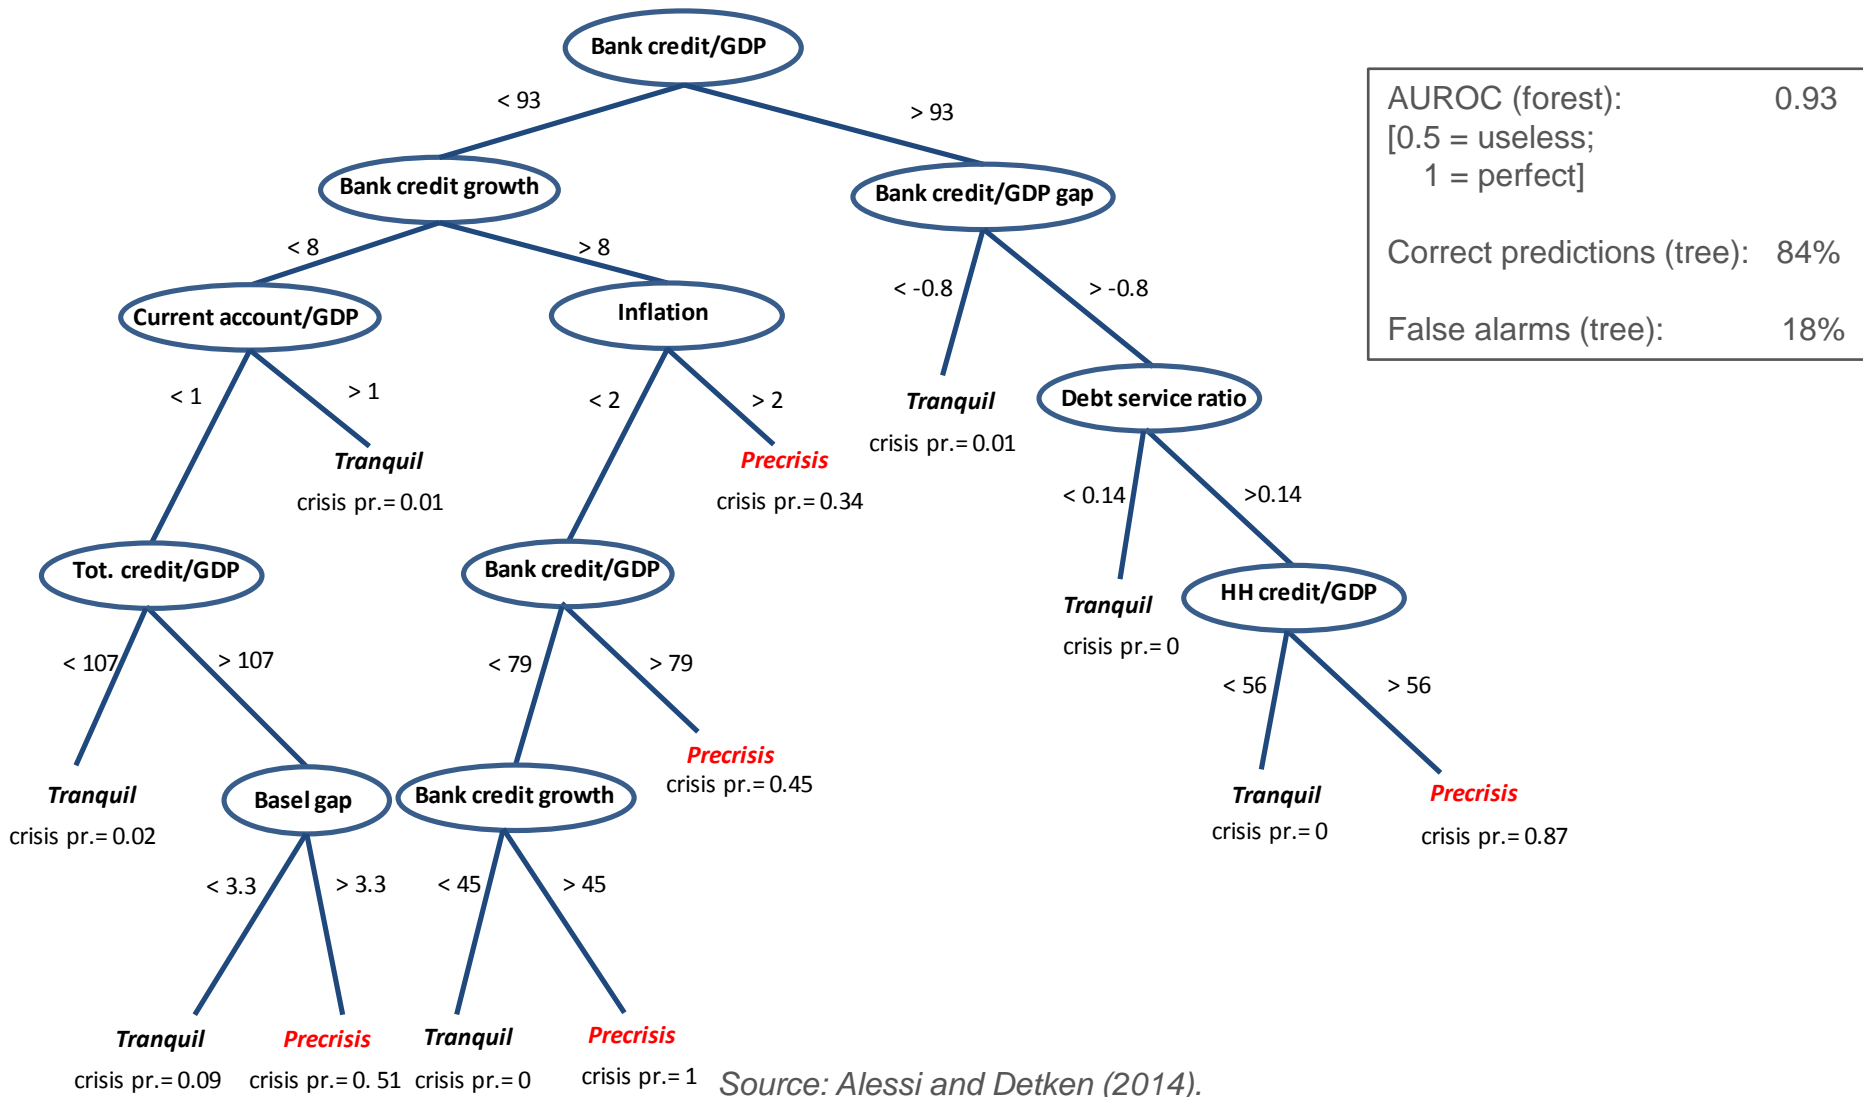 Bank credit/GDP
< 93
> 93
AUROC (forest): 0.93
[0.5 = useless;
1 = perfect]
Correct predictions (tree): 84%
False alarms (tree): 18%
Bank credit growth
Bank credit/GDP gap
< 8
> 8
< -0.8
> -0.8
Current account/GDP
Inflation
< 1
> 1
< 2
> 2
Tranquil
crisis pr.= 0.01
Debt service ratio
Tranquil
crisis pr.= 0.01
Precrisis
crisis pr.= 0.34
< 0.14
>0.14
Tot. credit/GDP
Bank credit/GDP
Tranquil
crisis pr.= 0
HH credit/GDP
< 107
> 107
< 79
> 79
< 56
> 56
Tranquil
crisis pr.= 0.02
Basel gap
Bank credit growth
Precrisis
crisis pr.= 0.45
Tranquil
crisis pr.= 0
Precrisis
crisis pr.= 0.87
< 3.3
> 3.3
< 45
> 45
Tranquil
crisis pr.= 0.09
Precrisis
crisis pr.= 0. 51
Tranquil
crisis pr.= 0
Precrisis
crisis pr.= 1
Source: Alessi and Detken (2014).